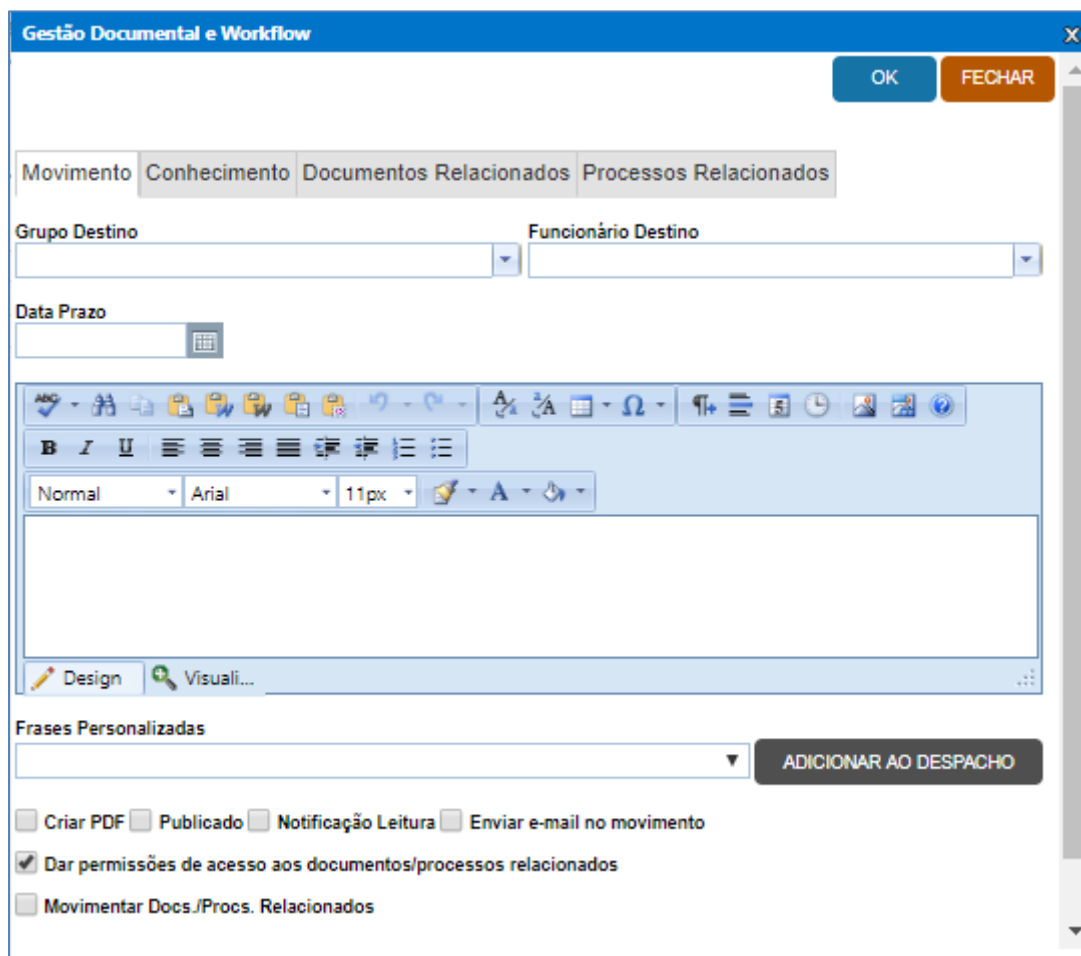 Gestão Documental e Workflow
X
OK FECHAR
Movimento Conhecimento Documentos Relacionados Processos Relacionados
Grupo Destino Funcionário Destino
Data Prazo
B I U
Normal Arial 11px A
Design Visuali...
Frases Personalizadas
ADICIONAR AO DESPACHO
Criar PDF Publicado Notificação Leitura Enviar e-mail no movimento
Dar permissões de acesso aos documentos/processos relacionados
Movimentar Docs./Procs. Relacionados